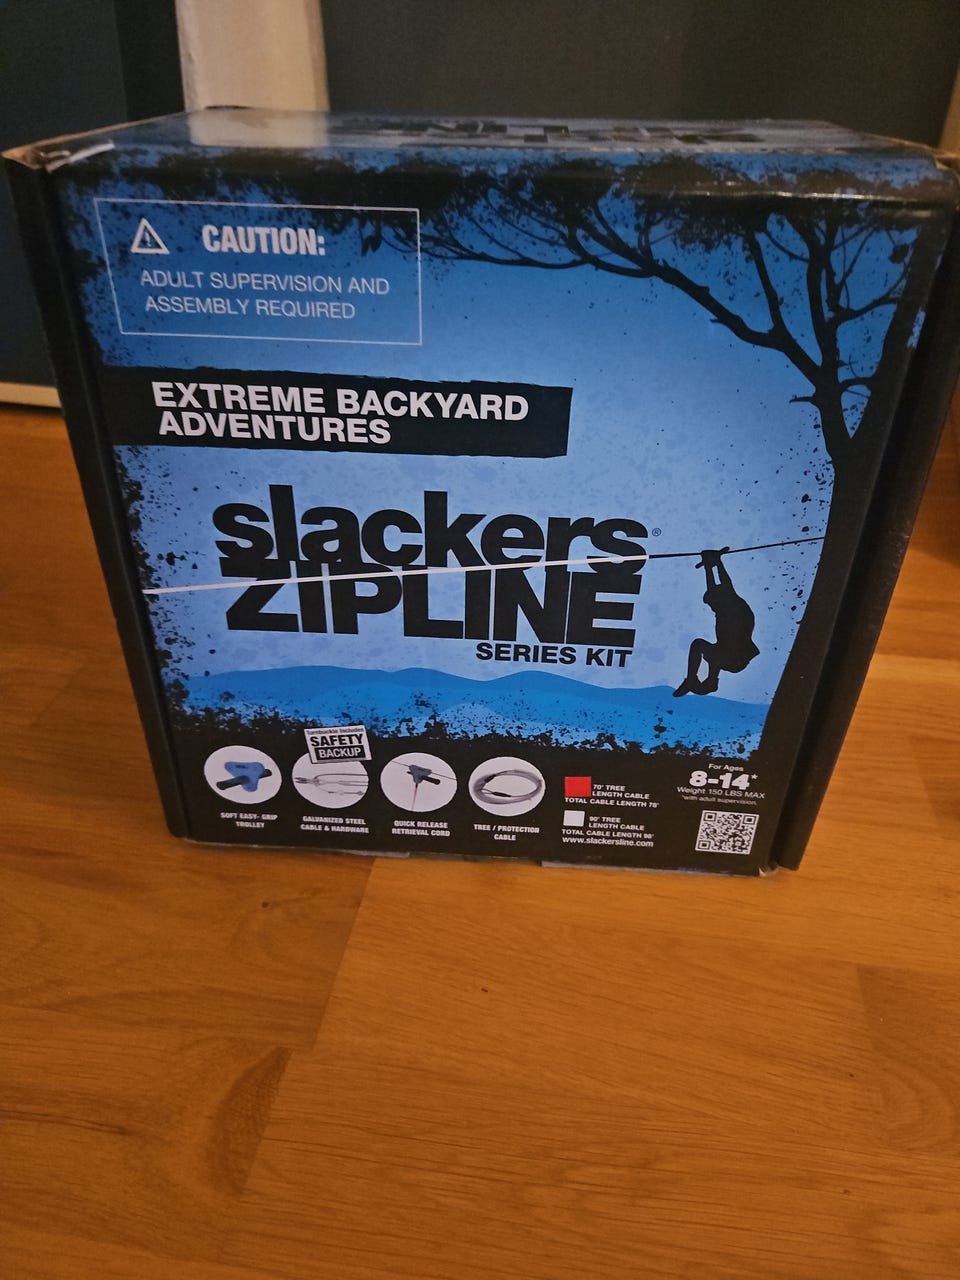 CAUTION:
ADULT SUPERVISION AND
ASSEMBLY REQUIRED
EXTREME BACKYARD
ADVENTURES
slackers®
ZIPLINE
SERIES KIT
Turnbuckle Includes
SAFETY
BACKUP
SOFT EASY- GRIP
TROLLEY
GALVANIZED STEEL
CABLE & HARDWARE
QUICK RELEASE
RETRIEVAL CORD
TREE / PROTECTION
CABLE
70' TREE
LENGTH CABLE
TOTAL CABLE LENGTH 78'
90' TREE
LENGTH CABLE
TOTAL CABLE LENGTH 98'
www.slackersline.com
For Ages
8-14*
Weight 150 LBS MAX
*with adult supervision.